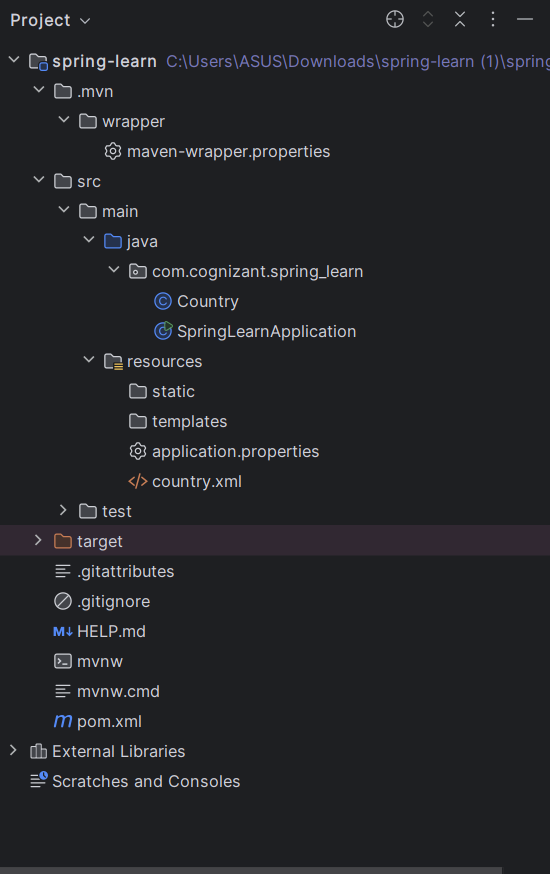 Project
spring-learn C:\Users\ASUS\Downloads\spring-learn (1)\spring
.mvn
wrapper
maven-wrapper.properties
src
main
java
com.cognizant.spring_learn
Country
SpringLearnApplication
resources
static
templates
application.properties
country.xml
test
target
.gitattributes
.gitignore
HELP.md
mvnw
mvnw.cmd
pom.xml
External Libraries
Scratches and Consoles